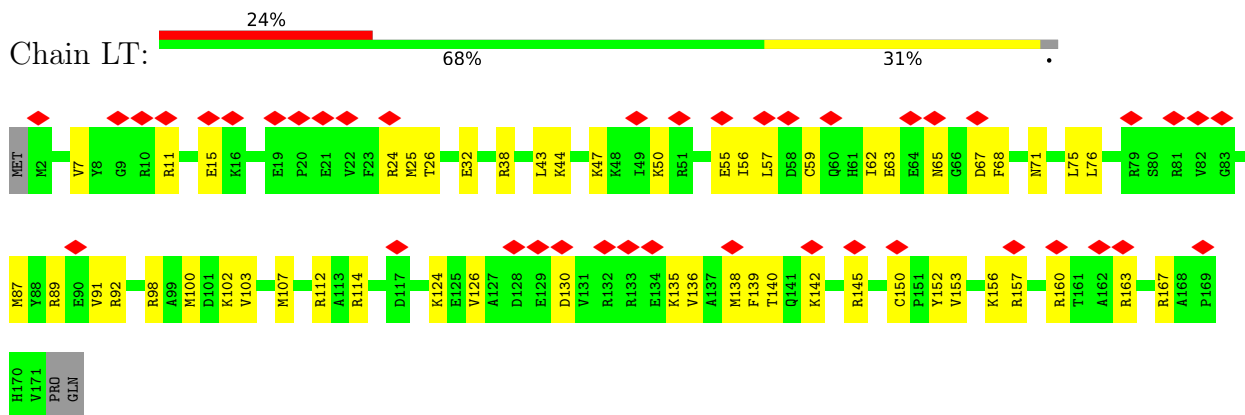 24%
Chain LT:
68% 31% •
MET M2 V7 Y8 G9 R10 R11 E15 K16 E19 P20 E21 V22 F23 R24 M25 T26 E32 R38 L43 K44 K47 K48 I49 K50 R51 E55 I56 L57 D58 C59 Q60 H61 I62 E63 E64 N65 G66 D67 F68 N71 L75 L76 R79 S80 R81 V82 G83
M87 Y88 R89 E90 V91 R92 R98 A99 M100 D101 K102 V103 M107 R112 A113 R114 D117 K124 E125 V126 A127 D128 E129 D130 V131 R132 R133 E134 K135 V136 A137 M138 F139 T140 Q141 K142 R145 C150 P151 Y152 V153 K156 R157 R160 T161 A162 R163 R167 A168 P169
H170 V171 PRO GLN